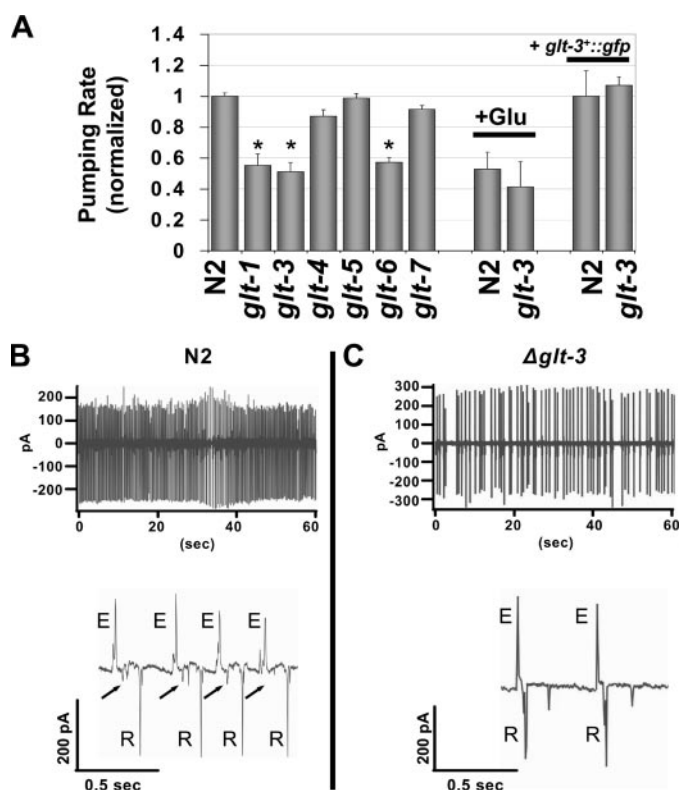 A
Pumping Rate
(normalized)
1.4
1.2
1
0.8
0.6
0.4
0.2
0
*
*
*
+Glu
+ glt-3+::gfp
N2
glt-1
glt-3
glt-4
glt-5
glt-6
glt-7
N2
glt-3
N2
glt-3
B
N2
pA
200
100
0
-100
-200
0
20
40
60
(sec)
E
E
E
E
R
R
R
R
200 pA
0.5 sec
C
Δglt-3
pA
300
200
100
0
-100
-200
-300
0
20
40
60
(sec)
E
E
R
R
200 pA
0.5 sec